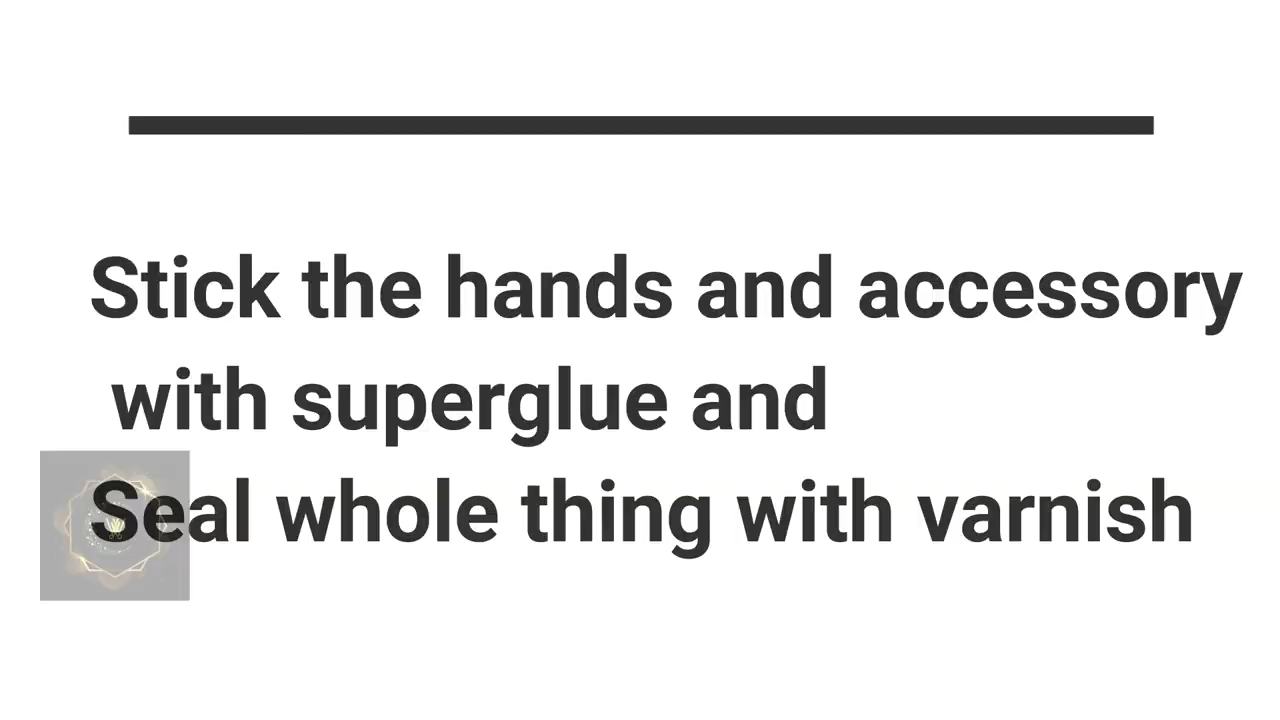 Stick the hands and accessory
with superglue and
Seal whole thing with varnish